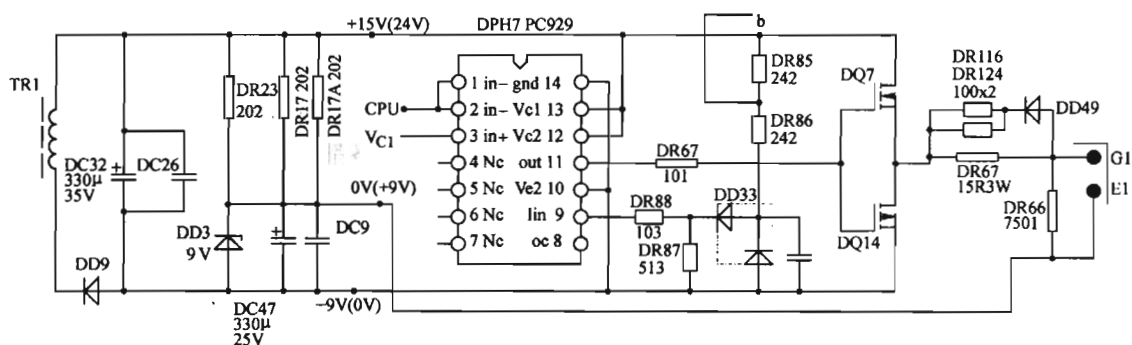 +15V(24V)
DPH7 PC929
b
TR1
DR23
202
DR17 202
DR17A 202
CPU
VC1
1 in- gnd 14
2 in- Vc1 13
3 in+ Vc2 12
4 Nc out 11
5 Nc Ve2 10
6 Nc Iin 9
7 Nc oc 8
DR85
242
DR86
242
DQ7
DR116
DR124
100x2
DD49
DC32
330µ
35V
+
DC26
DR67
101
DR67
15R3W
G1
E1
0V(+9V)
DD3
9V
+
DC9
DR88
103
DD33
DR87
513
DQ14
DR66
7501
DD9
DC47
330µ
25V
-9V(0V)